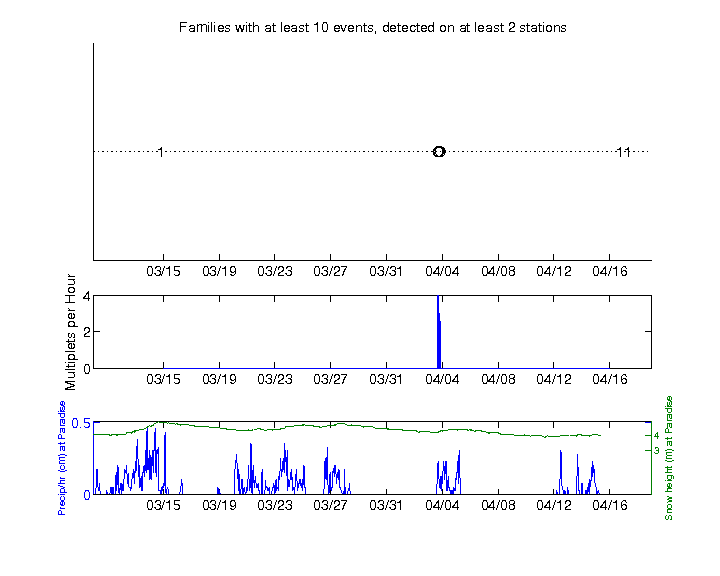 Families with at least 10 events, detected on at least 2 stations
1 11
03/15 03/19 03/23 03/27 03/31 04/04 04/08 04/12 04/16
Multiplets per Hour
4
2
0
03/15 03/19 03/23 03/27 03/31 04/04 04/08 04/12 04/16
Precip/hr (cm) at Paradise
0.5
0
4
3
Snow height (m) at Paradise
03/15 03/19 03/23 03/27 03/31 04/04 04/08 04/12 04/16